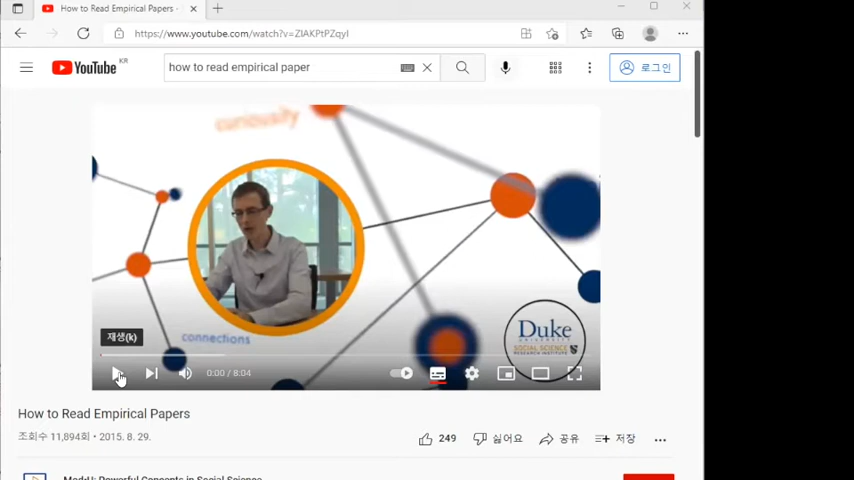 How to Read Empirical Papers -
https://www.youtube.com/watch?v=ZIAKPtPZqyI
YouTube KR
how to read empirical paper
로그인
curiousity
connections
Duke
SOCIAL SCIENCE
RESEARCH INSTITUTE
재생(k)
0:00 / 8:04
How to Read Empirical Papers
조회수 11,894회 • 2015. 8. 29.
249
싫어요
공유
저장
Mod•U: Powerful Concepts in Social Science